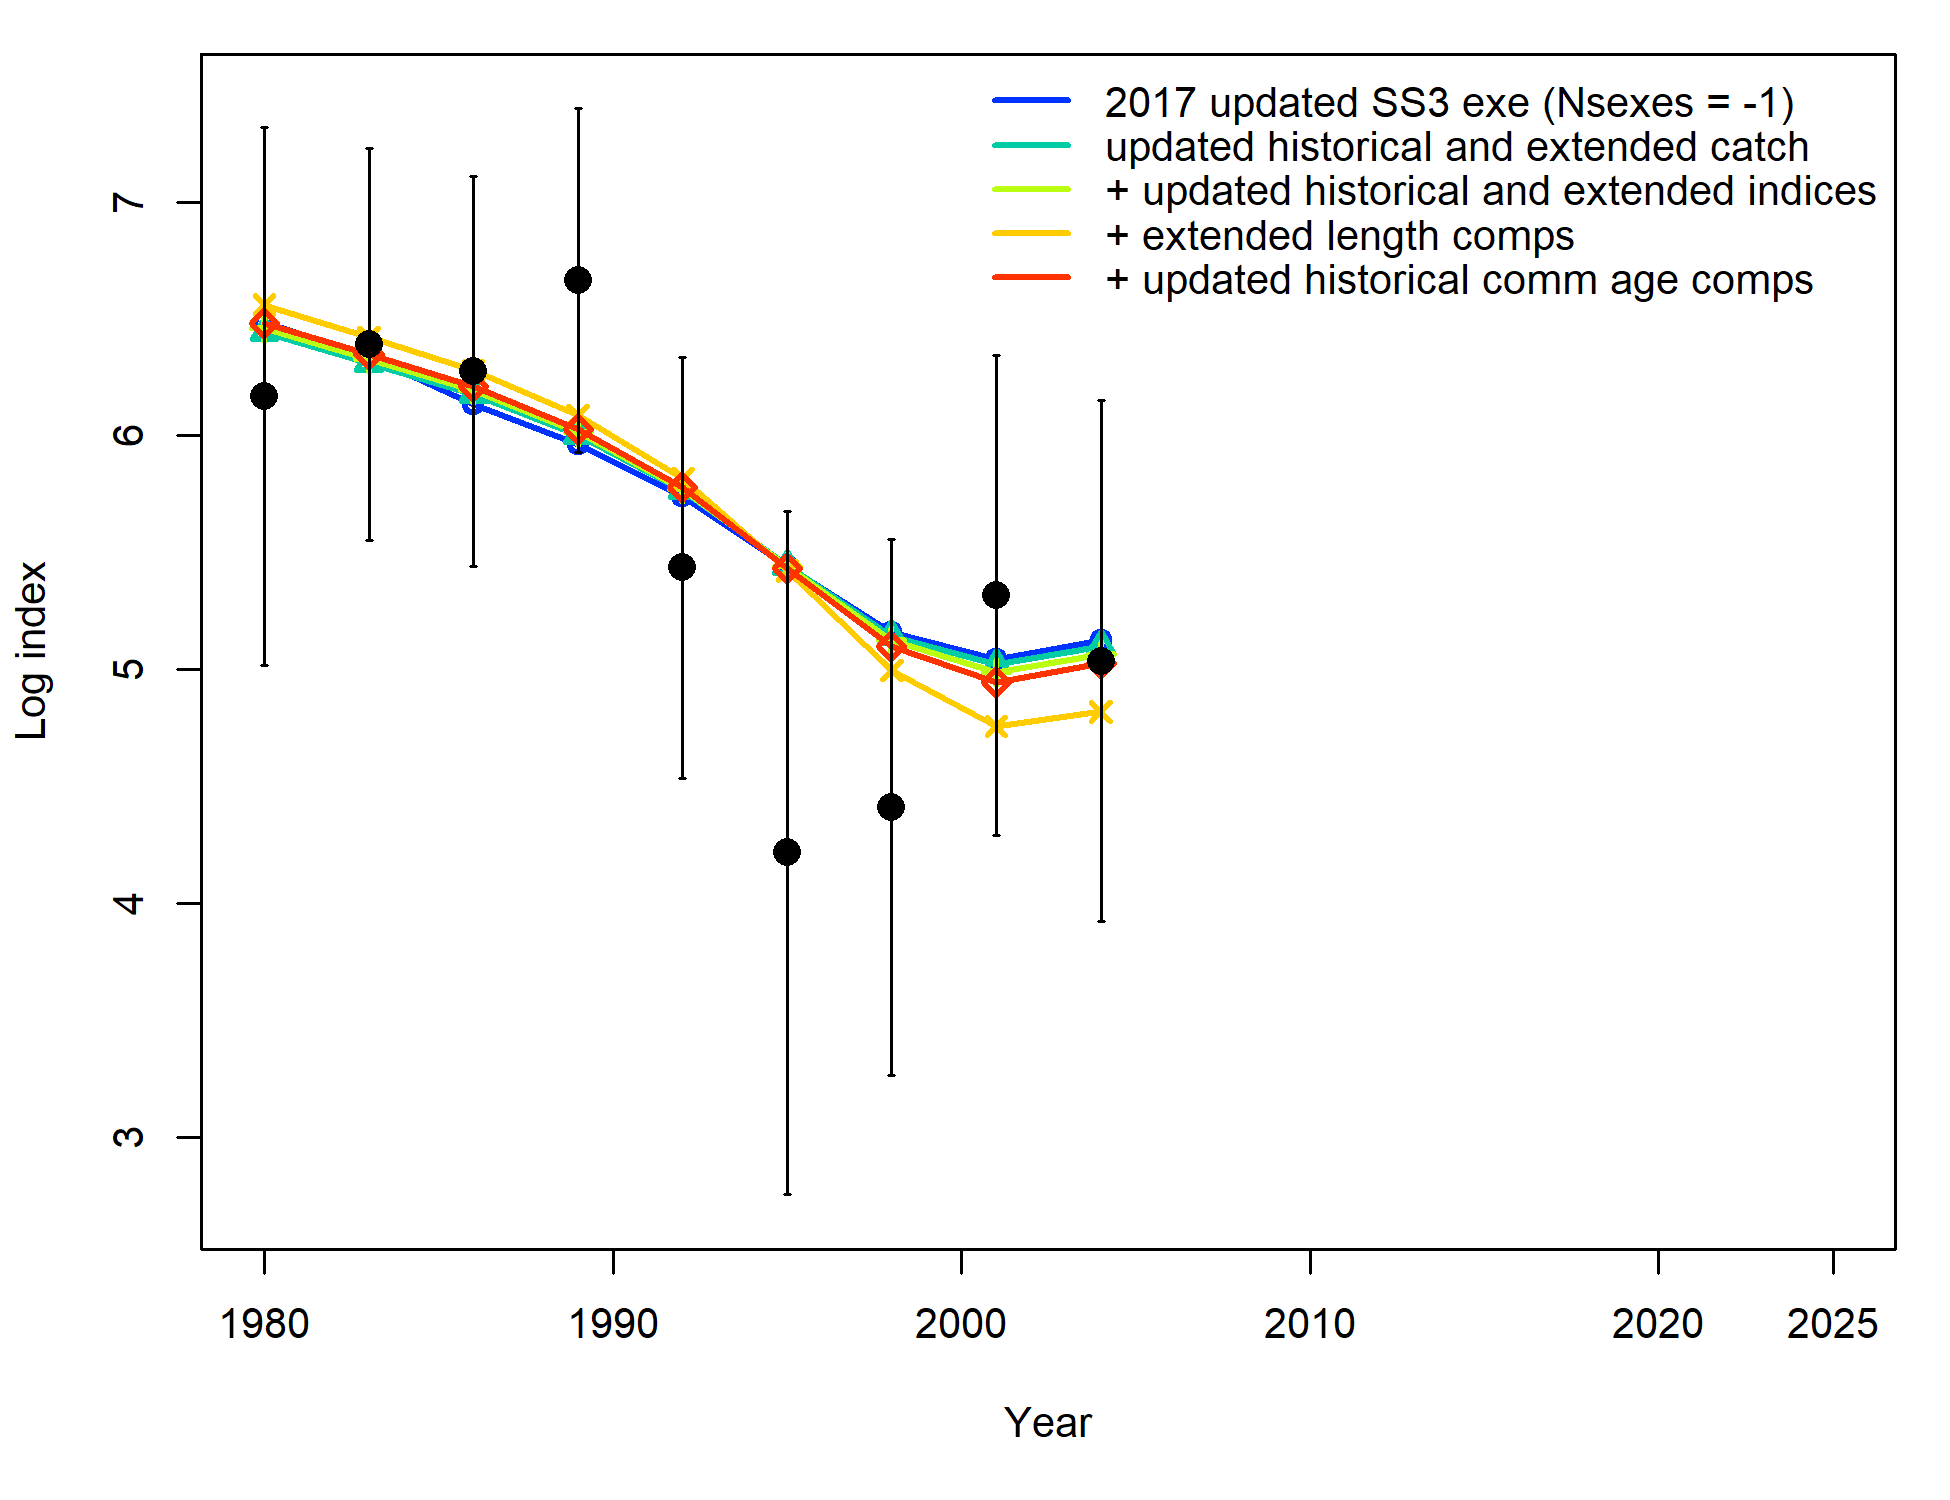 2017 updated SS3 exe (Nsexes = -1)
updated historical and extended catch
+ updated historical and extended indices
+ extended length comps
+ updated historical comm age comps
Log index
7
6
5
4
3
1980 1990 2000 2010 2020 2025
Year